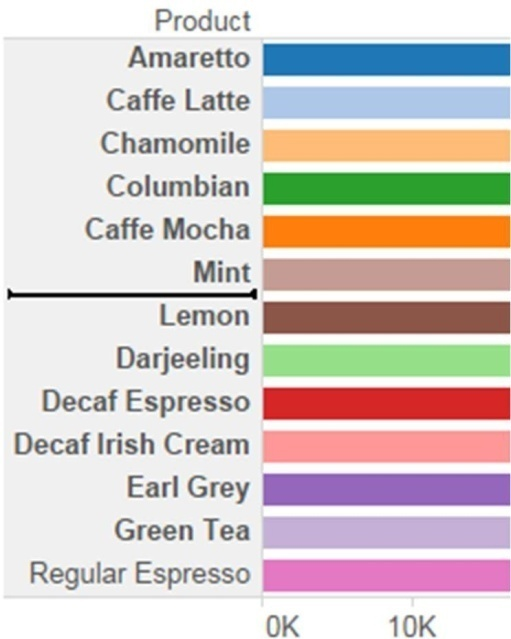 Product
Amaretto
Caffe Latte
Chamomile
Columbian
Caffe Mocha
Mint
Lemon
Darjeeling
Decaf Espresso
Decaf Irish Cream
Earl Grey
Green Tea
Regular Espresso
0K 10K